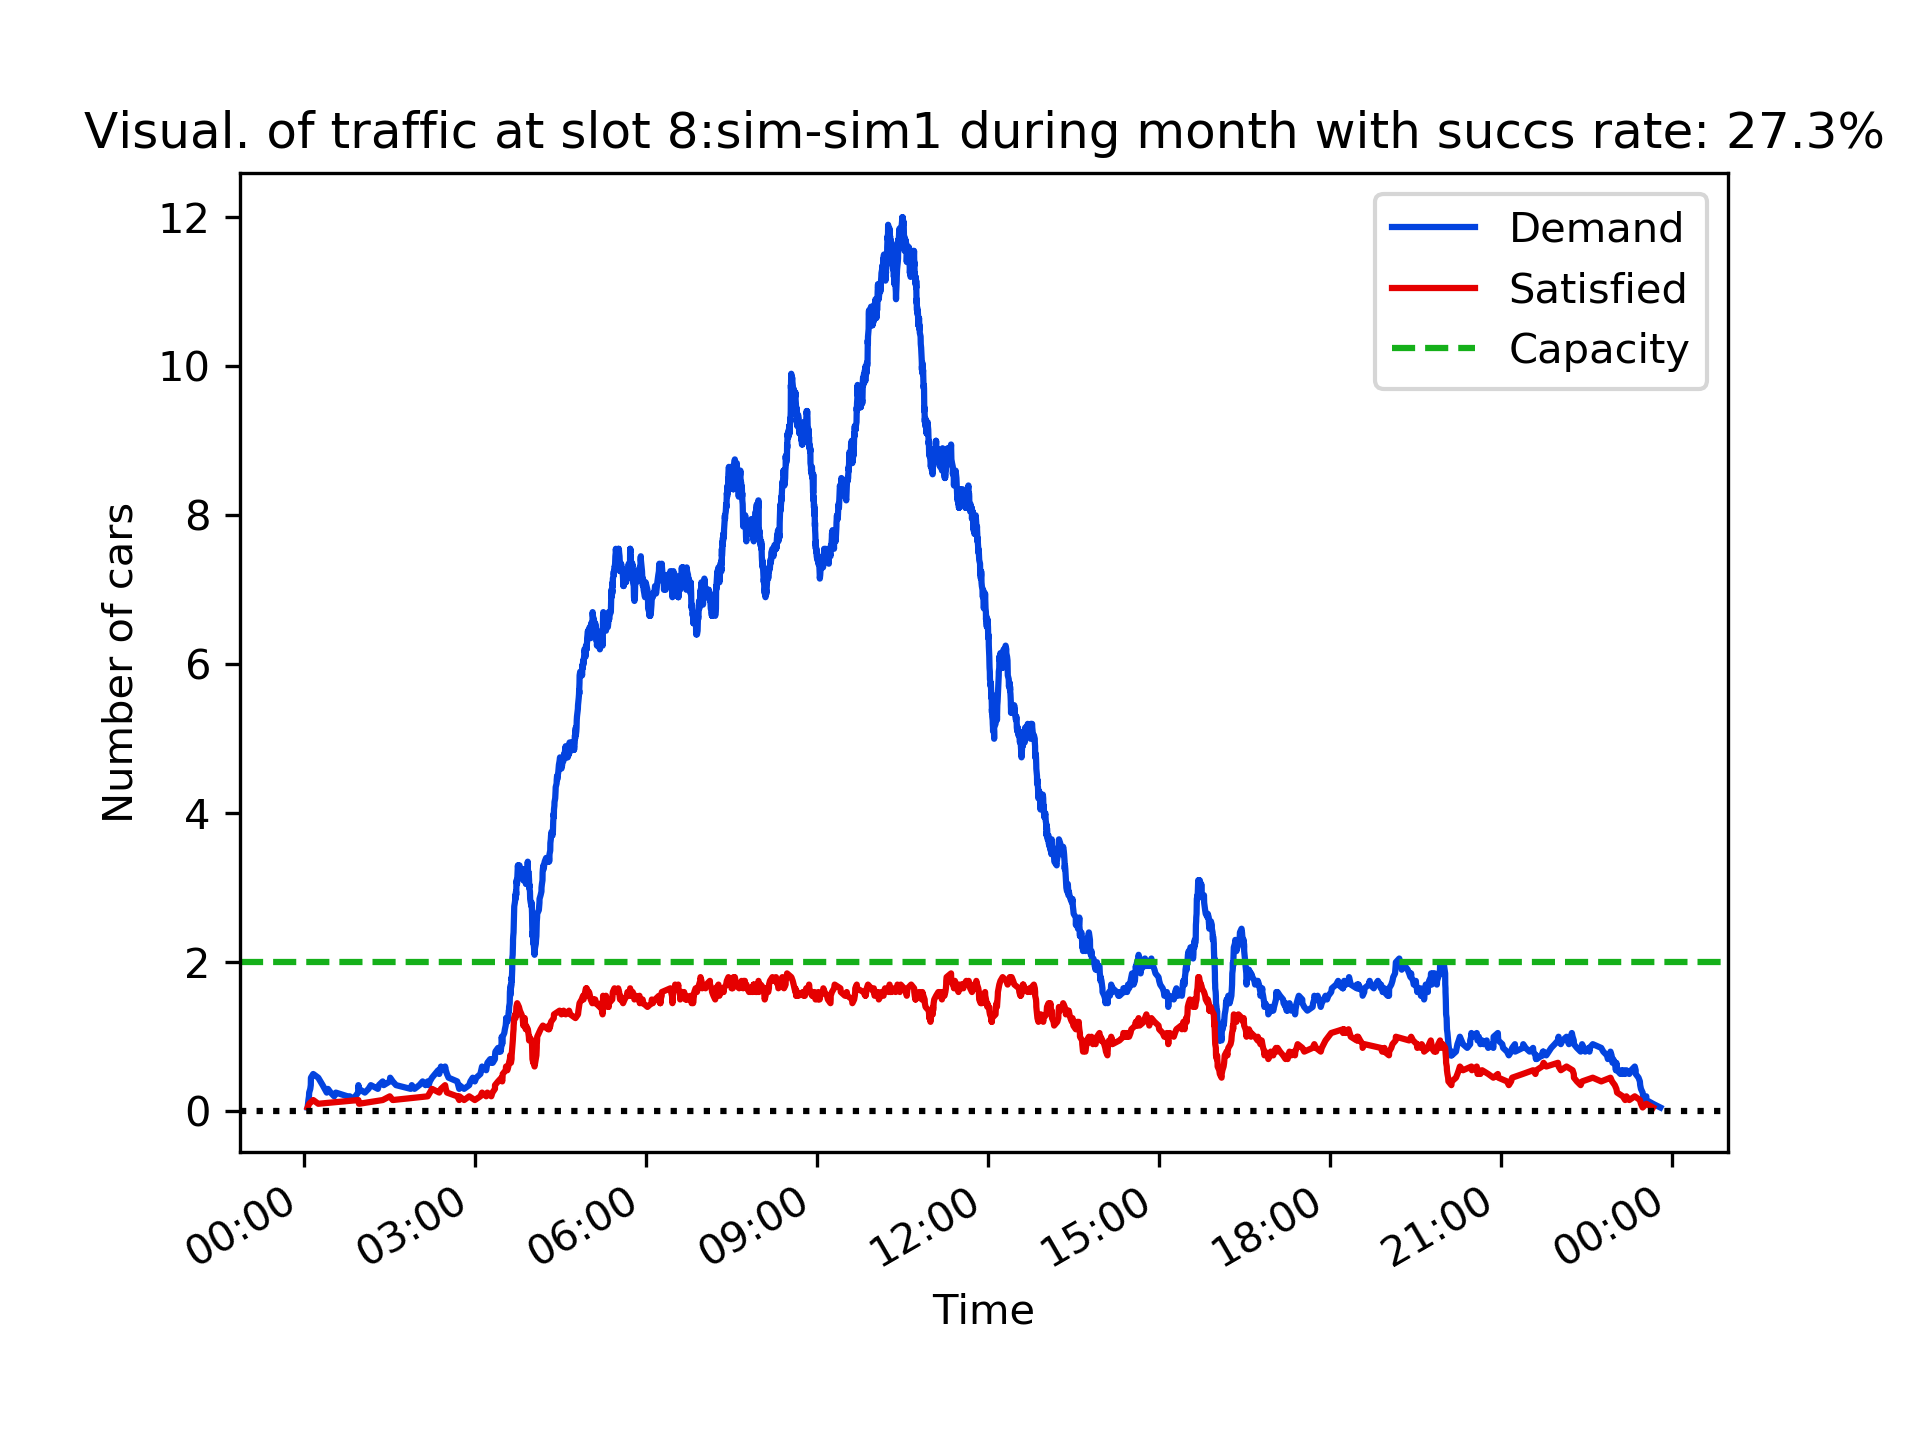 Visual. of traffic at slot 8:sim-sim1 during month with succs rate: 27.3%
Demand
Satisfied
Capacity
12
10
8
6
4
2
0
Number of cars
00:00
03:00
06:00
09:00
12:00
15:00
18:00
21:00
00:00
Time